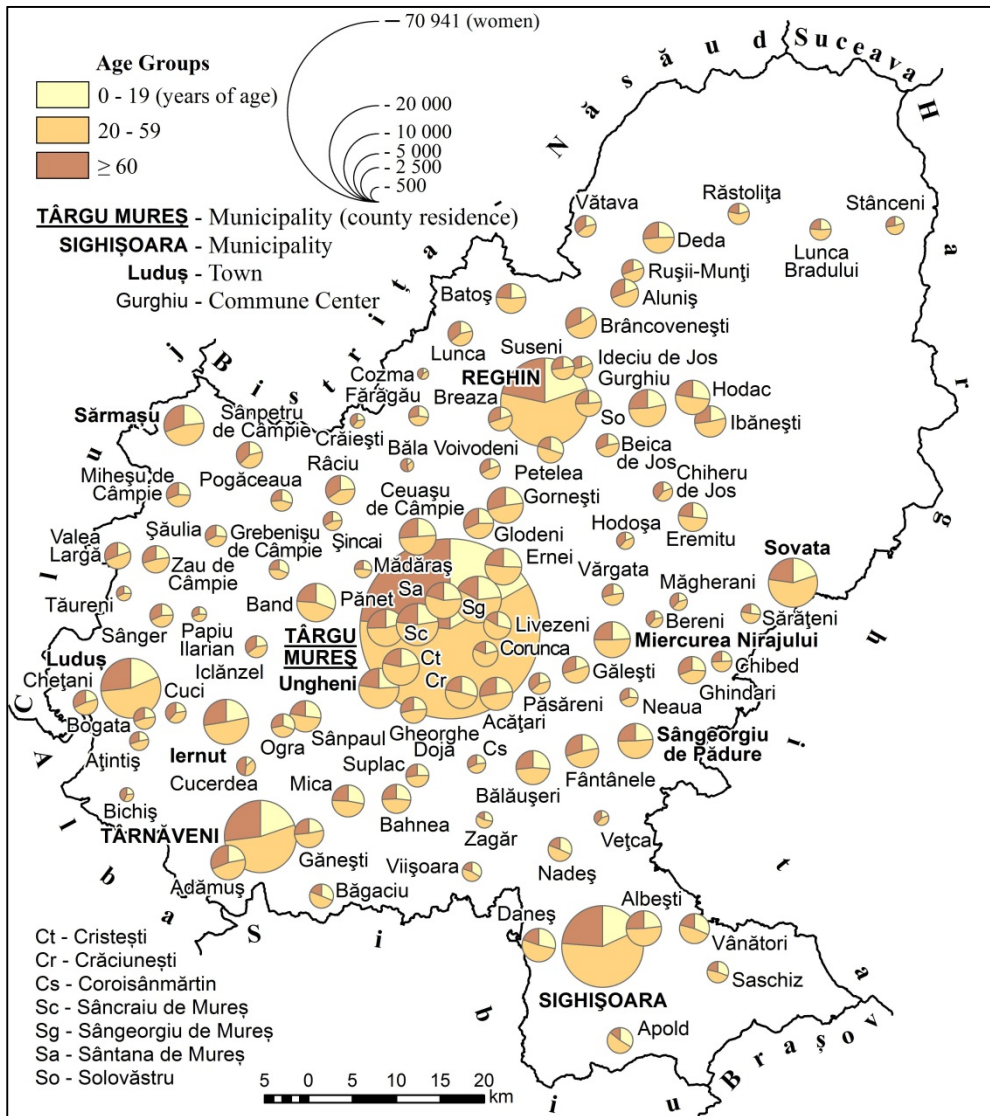 — 70 941 (women)
Age Groups
0 - 19 (years of age)
20 - 59
≥ 60
- 20 000
- 10 000
- 5 000
- 2 500
- 500
TÂRGU MUREŞ - Municipality (county residence)
SIGHIŞOARA - Municipality
Luduș - Town
Gurghiu - Commune Center
Năsăud
Suceava
Harghita
Bistrița
Cluj
Alba
Sibiu
Brașov
Vătava
Răstoliţa
Stânceni
Deda
Lunca
Bradului
Ruşii-Munţi
Aluniş
Batoş
Brâncoveneşti
Lunca
Suseni
Ideciu de Jos
Cozma
REGHIN
Gurghiu
Hodac
Fărăgău
Breaza
Sărmaşu
Sânpetru
de Câmpie
So
Ibăneşti
Crăieşti
Băla
Voivodeni
Beica
de Jos
Petelea
Miheşu de
Câmpie
Pogăceaua
Râciu
Ceuaşu
de Câmpie
Gorneşti
Chiheru
de Jos
Valea
Largă
Şăulia
Grebenişu
de Câmpie
Şincai
Glodeni
Hodoşa
Eremitu
Ernei
Sovata
Zau de
Câmpie
Mădăraş
Vărgata
Măgherani
Tăureni
Band
Pănet
Sa
Sg
Sânger
Papiu
Ilarian
Livezeni
Bereni
Sărăţeni
TÂRGU
MUREŞ
Sc
Corunca
Miercurea Nirajului
Luduş
Iclănzel
Ct
Găleşti
Chibed
Cheţani
Cuci
Ungheni
Cr
Ghindari
Bogata
Păsăreni
Neaua
Acăţari
Sânpaul
Gheorghe
Doja
Ogra
Aţintiş
Iernut
Cs
Sângeorgiu
de Pădure
Cucerdea
Suplac
Fântânele
Mica
Bălăuşeri
Bichiş
Bahnea
TÂRNĂVENI
Zagăr
Veţca
Găneşti
Viişoara
Nadeş
Adămuş
Băgaciu
Albeşti
Daneş
Vânători
Saschiz
SIGHIŞOARA
Apold
Ct - Cristeşti
Cr - Crăciuneşti
Cs - Coroisânmărtin
Sc - Sâncraiu de Mureș
Sg - Sângeorgiu de Mureș
Sa - Sântana de Mureș
So - Solovăstru
5 0 5 10 15 20
km